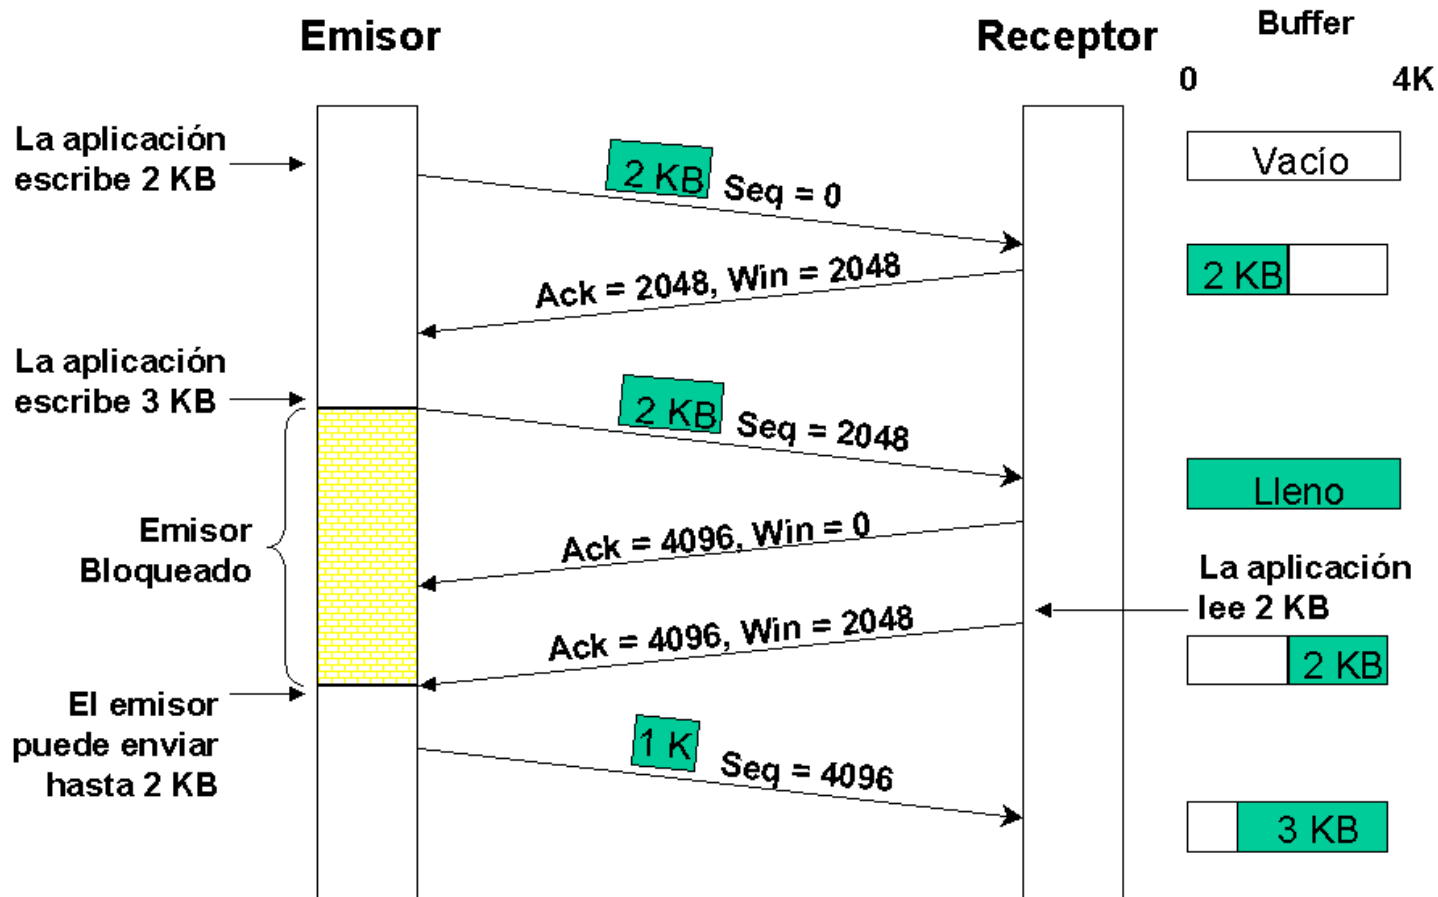 Emisor
Receptor
Buffer
0
4K
La aplicación
escribe 2 KB
2 KB
Seq = 0
Vacío
Ack = 2048, Win = 2048
2 KB
La aplicación
escribe 3 KB
2 KB
Seq = 2048
Lleno
Emisor
Bloqueado
Ack = 4096, Win = 0
La aplicación
lee 2 KB
Ack = 4096, Win = 2048
2 KB
El emisor
puede enviar
hasta 2 KB
1 K
Seq = 4096
3 KB